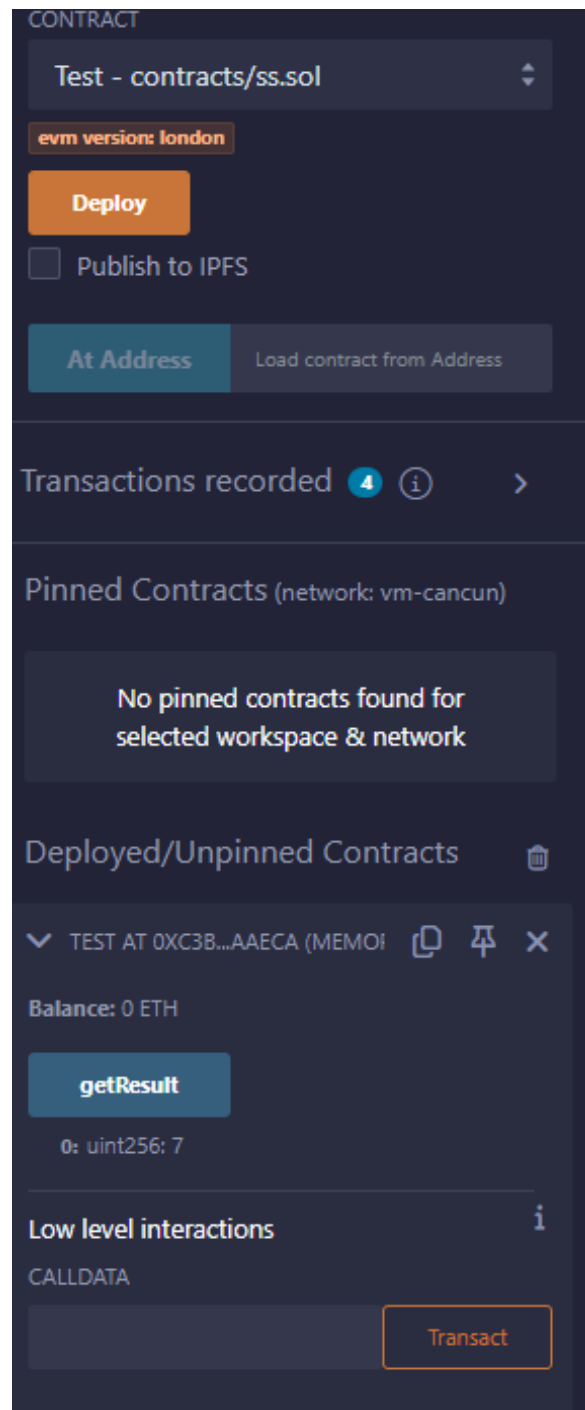 CONTRACT
Test - contracts/ss.sol
evm version: london
Deploy
Publish to IPFS
At Address Load contract from Address
Transactions recorded 4 i
Pinned Contracts (network: vm-cancun)
No pinned contracts found for
selected workspace & network
Deployed/Unpinned Contracts
TEST AT 0XC3B...AAECA (MEMOR
Balance: 0 ETH
getResult
0: uint256: 7
Low level interactions i
CALLDATA
Transact